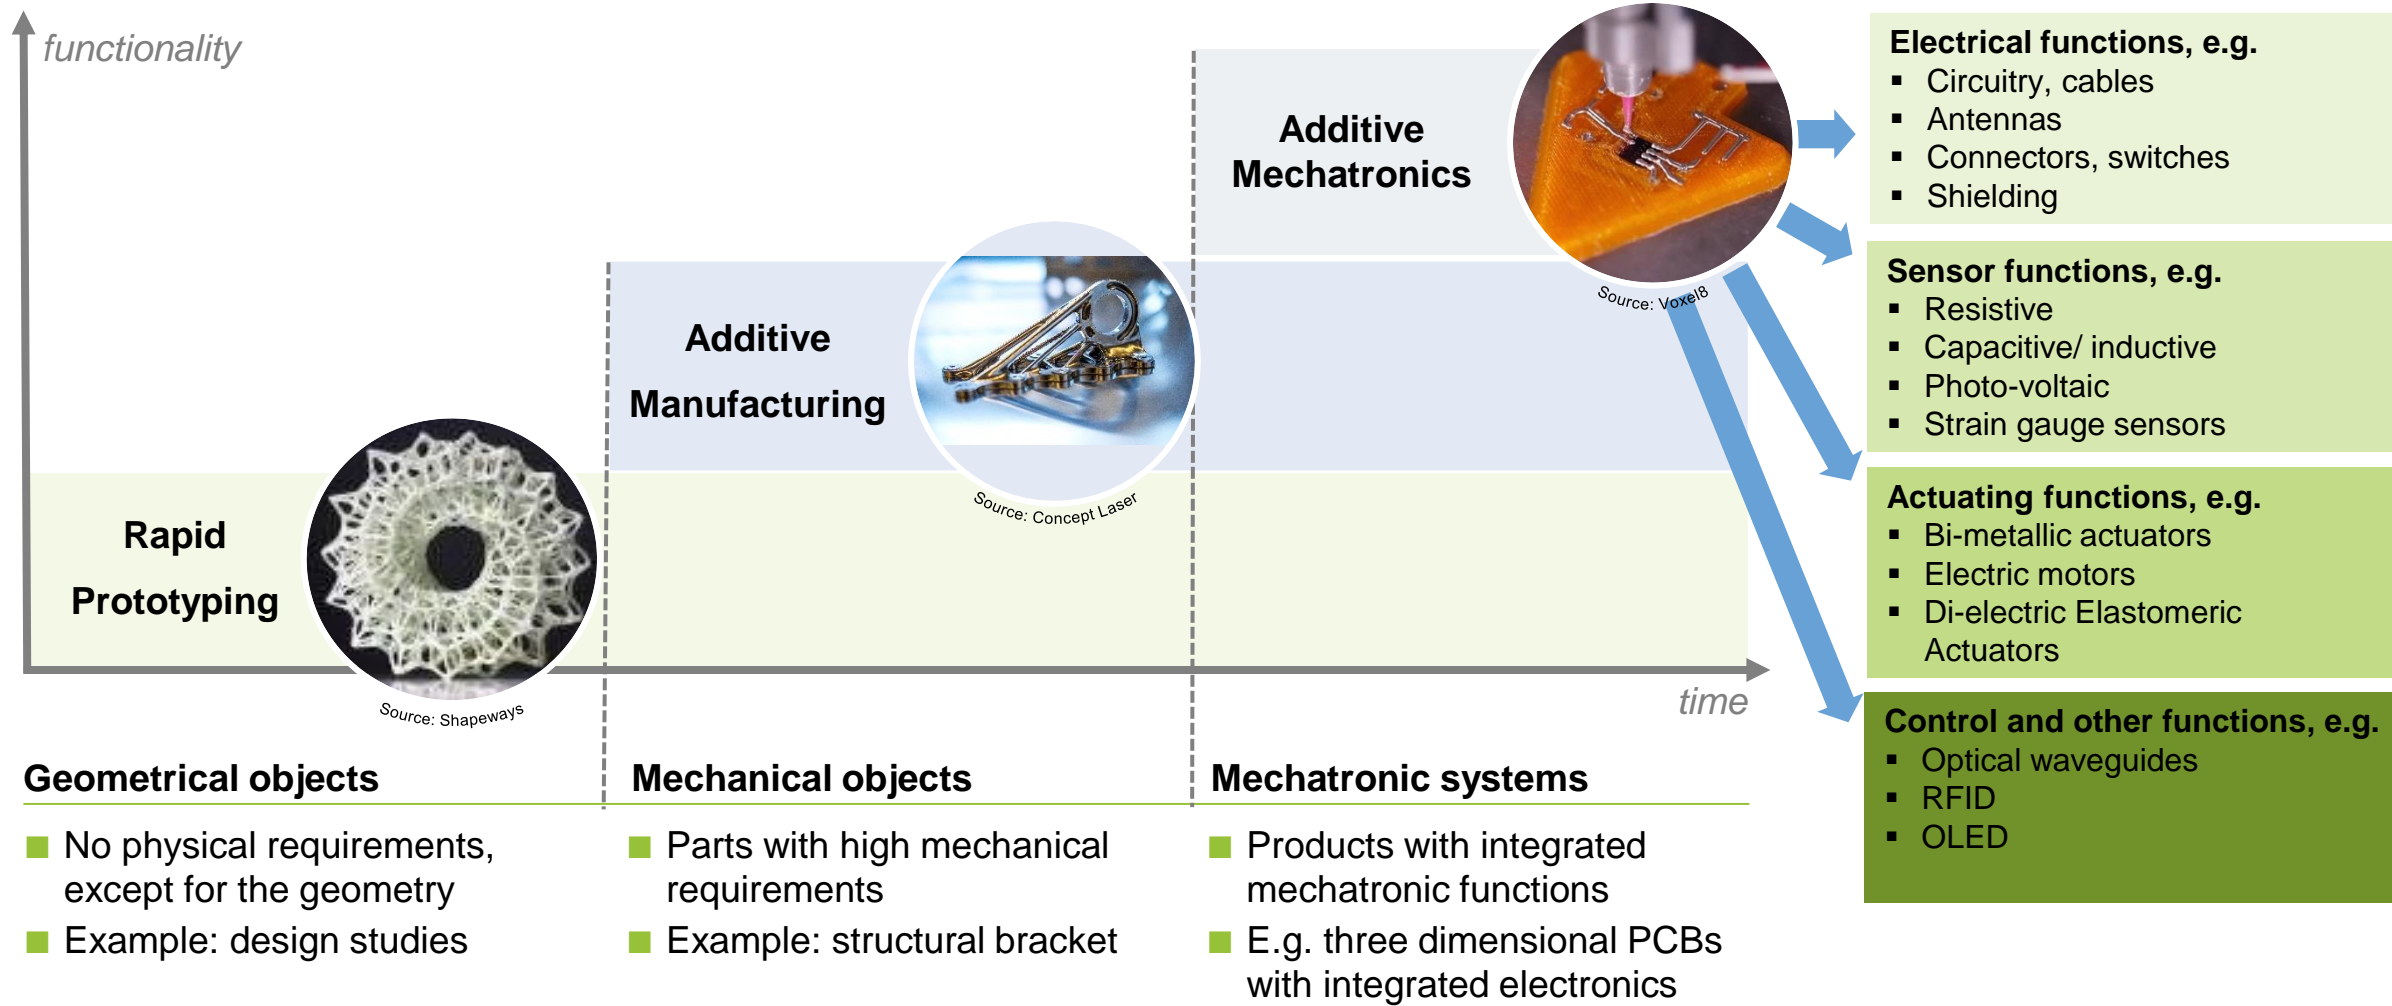 functionality
Additive
Mechatronics
Source: Voxel8
Additive
Manufacturing
Source: Concept Laser
Rapid
Prototyping
Source: Shapeways
time
Geometrical objects
■ No physical requirements,
except for the geometry
■ Example: design studies
Mechanical objects
■ Parts with high mechanical
requirements
■ Example: structural bracket
Mechatronic systems
■ Products with integrated
mechatronic functions
■ E.g. three dimensional PCBs
with integrated electronics
Electrical functions, e.g.
▪ Circuitry, cables
▪ Antennas
▪ Connectors, switches
▪ Shielding
Sensor functions, e.g.
▪ Resistive
▪ Capacitive/ inductive
▪ Photo-voltaic
▪ Strain gauge sensors
Actuating functions, e.g.
▪ Bi-metallic actuators
▪ Electric motors
▪ Di-electric Elastomeric
Actuators
Control and other functions, e.g.
▪ Optical waveguides
▪ RFID
▪ OLED